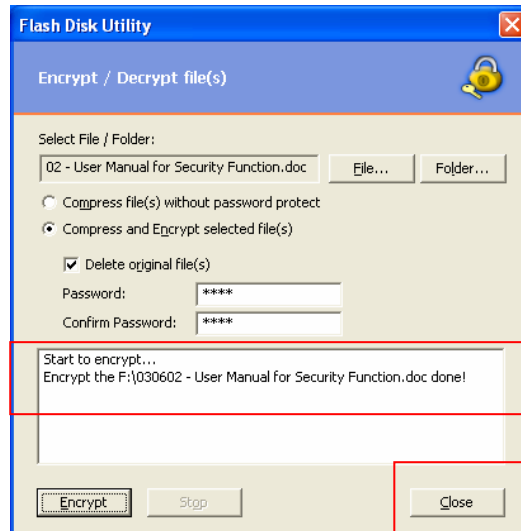 Flash Disk Utility
Encrypt / Decrypt file(s)
Select File / Folder:
02 - User Manual for Security Function.doc File... Folder...
Compress file(s) without password protect
Compress and Encrypt selected file(s)
Delete original file(s)
Password: ****
Confirm Password: ****
Start to encrypt...
Encrypt the F:\030602 - User Manual for Security Function.doc done!
Encrypt Stop Close